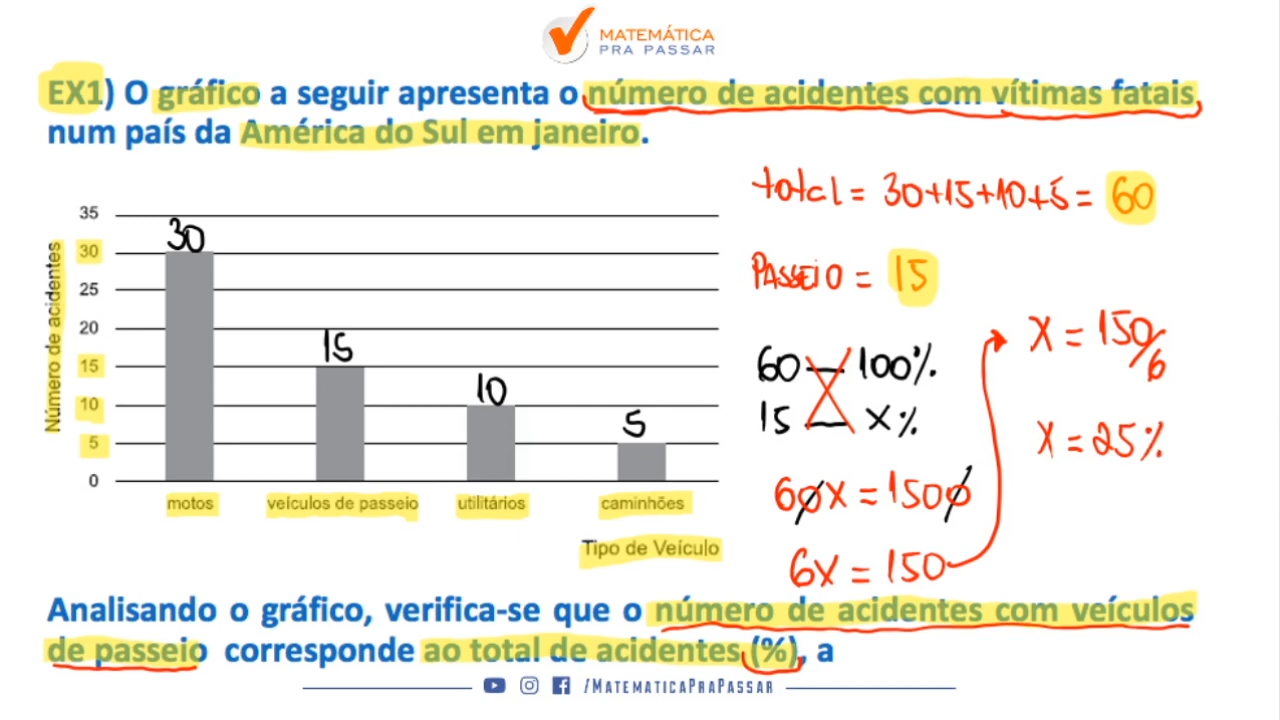 MATEMÁTICA
PRA PASSAR
EX1) O gráfico a seguir apresenta o número de acidentes com vítimas fatais
num país da América do Sul em janeiro.
Número de acidentes
35
30
25
20
15
10
5
0
30
15
10
5
motos
veículos de passeio
utilitários
caminhões
Tipo de Veículo
total = 30+15+10+5 = 60
PASSEIO = 15
60 — 100%
15 — X%
60X = 1500
6X = 150
X = 150/6
X = 25%
Analisando o gráfico, verifica-se que o número de acidentes com veículos
de passeio corresponde ao total de acidentes (%), a
/MATEMATICAPRAPASSAR